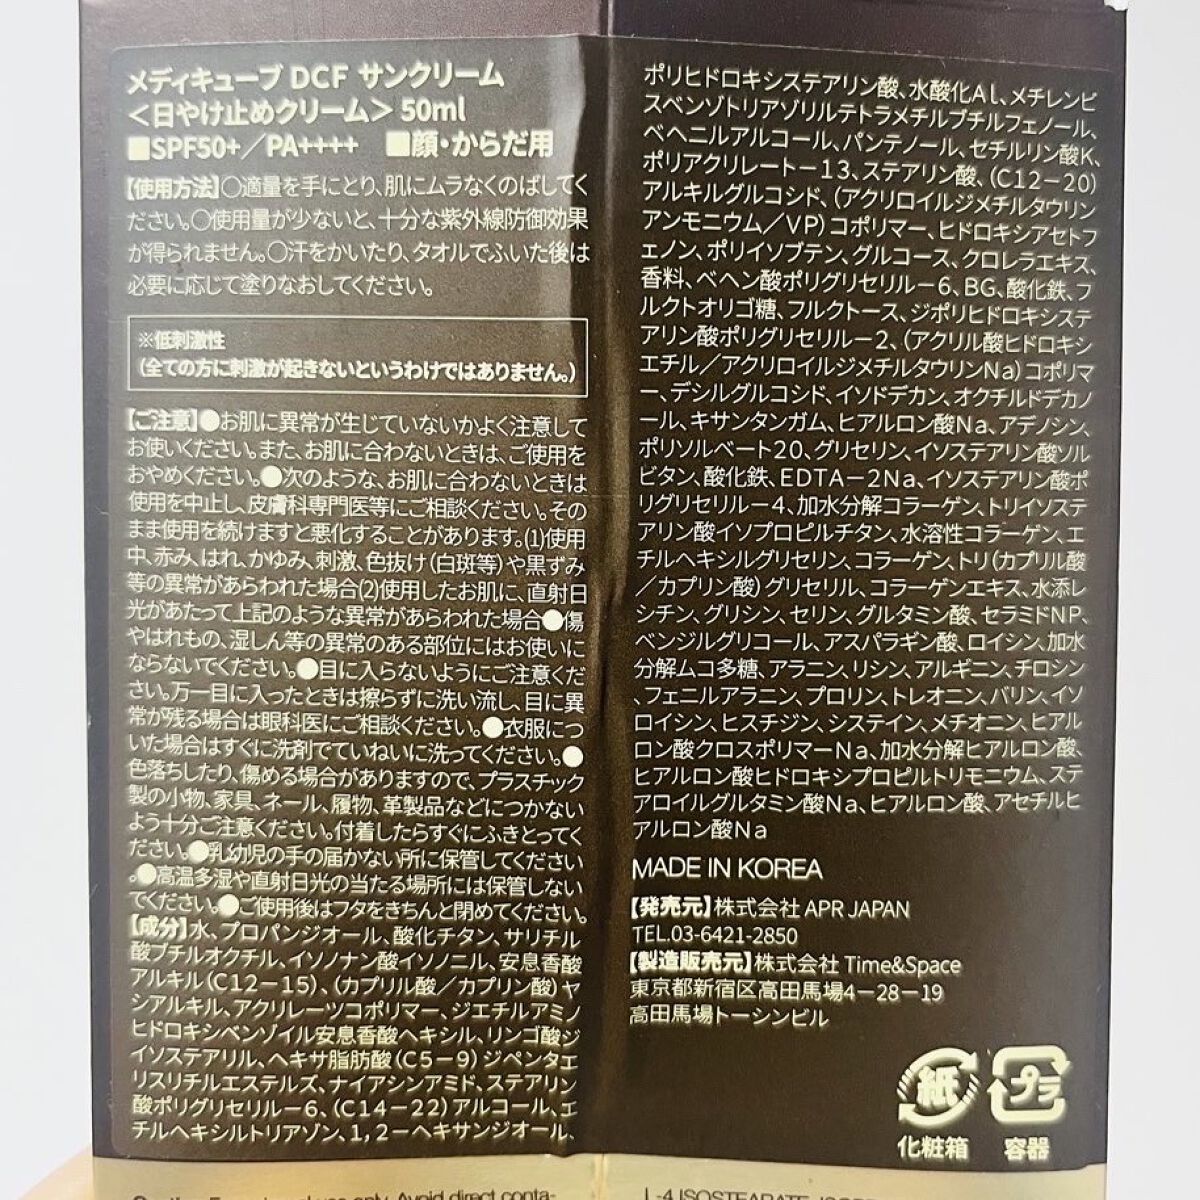 メディキューブ DCF サンクリーム
＜日やけ止めクリーム＞ 50ml
■SPF50+／PA++++　■顔・からだ用
【使用方法】○適量を手にとり、肌にムラなくのばしてく
ださい。○使用量が少ないと、十分な紫外線防御効果
が得られません。○汗をかいたり、タオルでふいた後は
必要に応じて塗りなおしてください。
※低刺激性
（全ての方に刺激が起きないというわけではありません。）
【ご注意】●お肌に異常が生じていないかよく注意して
お使いください。また、お肌に合わないときは、ご使用を
おやめください。●次のような、お肌に合わないときは
使用を中止し、皮膚科専門医等にご相談ください。その
まま使用を続けますと悪化することがあります。(1)使用
中、赤み、はれ、かゆみ、刺激、色抜け（白斑等）や黒ずみ
等の異常があらわれた場合(2)使用したお肌に、直射日
光があたって上記のような異常があらわれた場合●傷
やはれもの、湿しん等の異常のある部位にはお使いに
ならないでください。●目に入らないようにご注意くだ
さい。万一目に入ったときは擦らずに洗い流し、目に異
常が残る場合は眼科医にご相談ください。●衣服につ
いた場合はすぐに洗剤でていねいに洗ってください。●
色落ちしたり、傷める場合がありますので、プラスチック
製の小物、家具、ネール、履物、革製品などにつかない
よう十分ご注意ください。付着したらすぐにふきとってく
ださい。●乳幼児の手の届かない所に保管してください
。●高温多湿や直射日光の当たる場所には保管しない
でください。●ご使用後はフタをきちんと閉めてください。
【成分】水、プロパンジオール、酸化チタン、サリチル
酸ブチルオクチル、イソノナン酸イソノニル、安息香酸
アルキル（C12－15）、（カプリル酸／カプリン酸）ヤ
シアルキル、アクリレーツコポリマー、ジエチルアミノ
ヒドロキシベンゾイル安息香酸ヘキシル、リンゴ酸ジ
イソステアリル、ヘキサ脂肪酸（C5－9）ジペンタエ
リスリチルエステルズ、ナイアシンアミド、ステアリン
酸ポリグリセリル－6、（C14－22）アルコール、エ
チルヘキシルトリアゾン、1，2－ヘキサンジオール、
ポリヒドロキシステアリン酸、水酸化Aｌ、メチレンビ
スベンゾトリアゾリルテトラメチルブチルフェノール、
ベヘニルアルコール、パンテノール、セチルリン酸K、
ポリアクリレート－13、ステアリン酸、（C12－20）
アルキルグルコシド、（アクリロイルジメチルタウリン
アンモニウム／VP）コポリマー、ヒドロキシアセトフ
ェノン、ポリイソブテン、グルコース、クロレラエキス、
香料、ベヘン酸ポリグリセリル－6、BG、酸化鉄、フ
ルクトオリゴ糖、フルクトース、ジポリヒドロキシステ
アリン酸ポリグリセリル－2、（アクリル酸ヒドロキシ
エチル／アクリロイルジメチルタウリンNa）コポリマ
ー、デシルグルコシド、イソドデカン、オクチルドデカノ
ール、キサンタンガム、ヒアルロン酸Na、アデノシン、
ポリソルベート20、グリセリン、イソステアリン酸ソル
ビタン、酸化鉄、EDTA－2Na、イソステアリン酸ポ
リグリセリル－4、加水分解コラーゲン、トリイソステ
アリン酸イソプロピルチタン、水溶性コラーゲン、エ
チルヘキシルグリセリン、コラーゲン、トリ（カプリル酸
／カプリン酸）グリセリル、コラーゲンエキス、水添レ
シチン、グリシン、セリン、グルタミン酸、セラミドNP、
ベンジルグリコール、アスパラギン酸、ロイシン、加水
分解ムコ多糖、アラニン、リシン、アルギニン、チロシン
、フェニルアラニン、プロリン、トレオニン、バリン、イソ
ロイシン、ヒスチジン、システイン、メチオニン、ヒアル
ロン酸クロスポリマーNa、加水分解ヒアルロン酸、
ヒアルロン酸ヒドロキシプロピルトリモニウム、ステ
アロイルグルタミン酸Na、ヒアルロン酸、アセチルヒ
アルロン酸Na
MADE IN KOREA
【発売元】株式会社 APR JAPAN
TEL.03-6421-2850
【製造販売元】株式会社 Time&Space
東京都新宿区高田馬場4－28－19
高田馬場トーシンビル
紙 プラ
化粧箱 容器